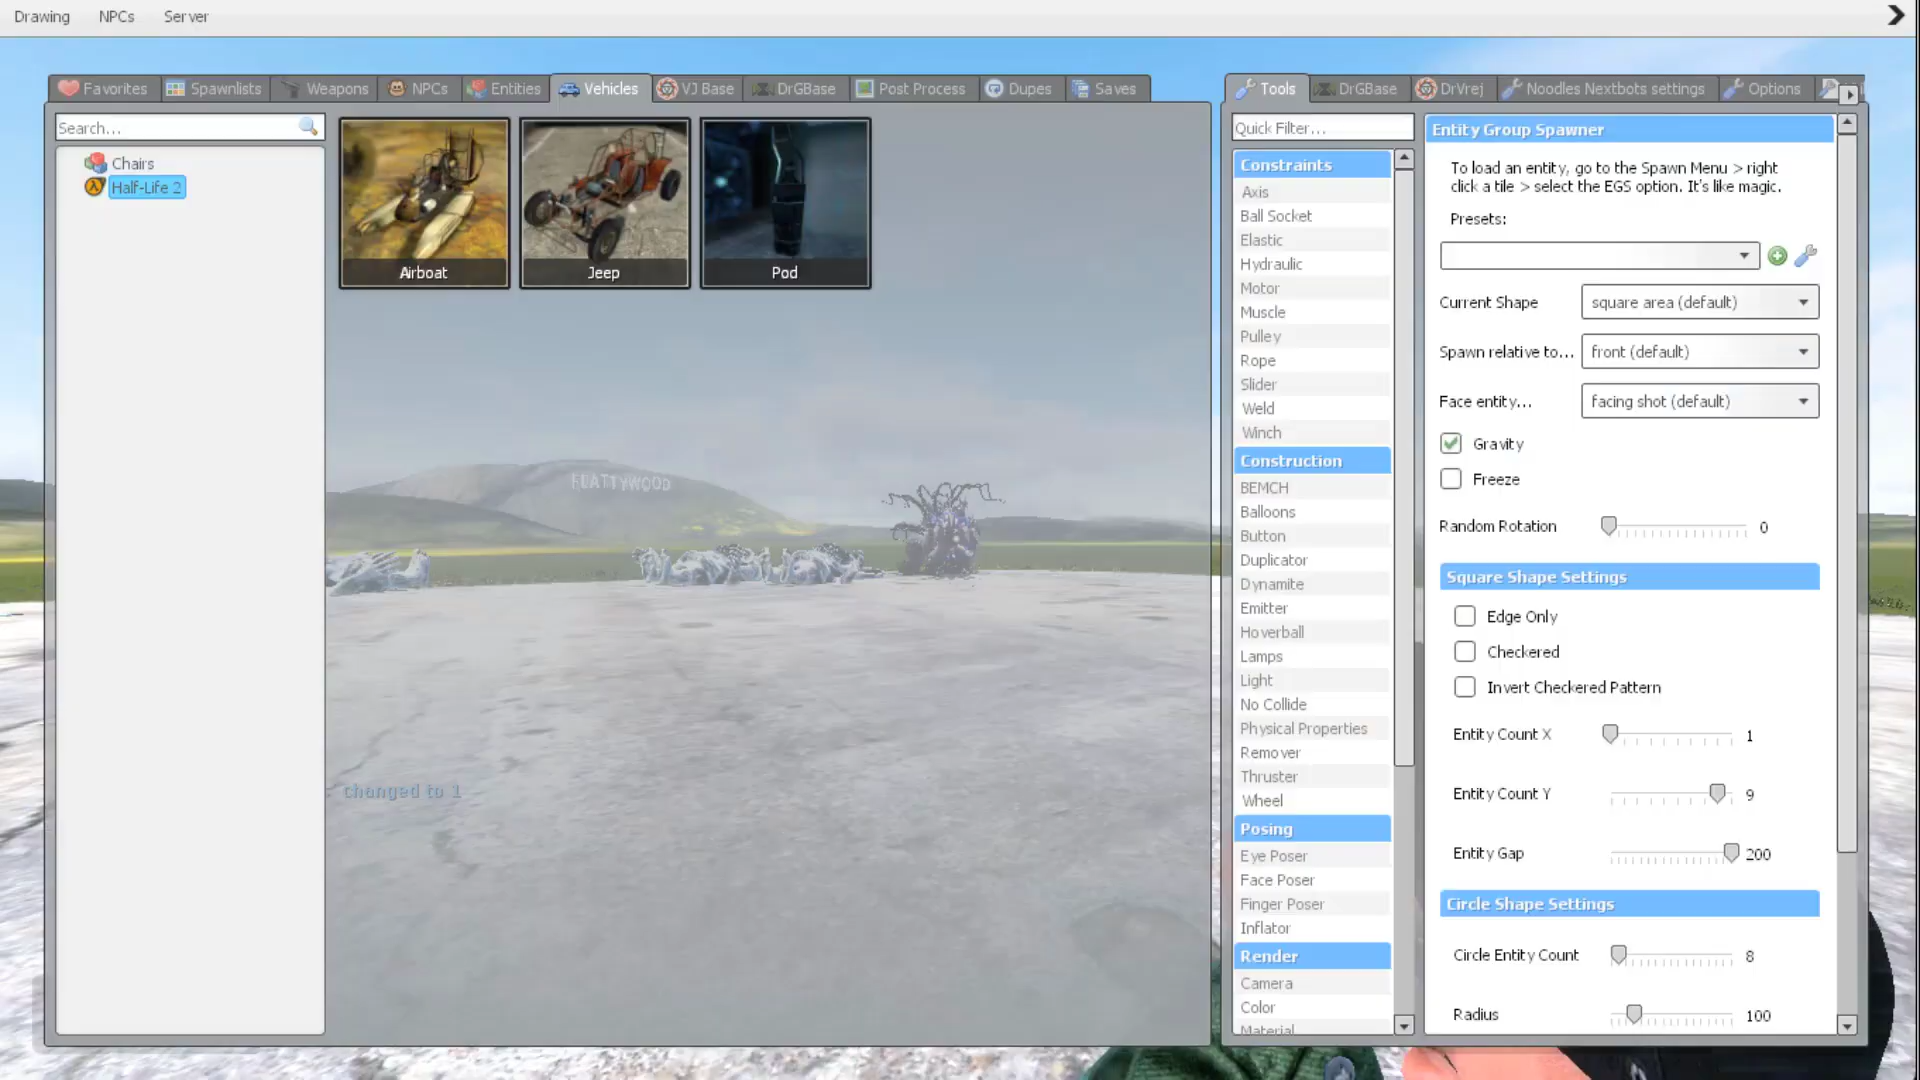 Drawing NPCs Server
Favorites Spawnlists Weapons NPCs Entities Vehicles VJ Base DrGBase Post Process Dupes Saves
Search...
Chairs
Half-Life 2
Airboat
Jeep
Pod
FLATTYWOOD
changed to 1
Tools DrGBase DrVrej Noodles Nextbots settings Options
Quick Filter...
Constraints
Axis
Ball Socket
Elastic
Hydraulic
Motor
Muscle
Pulley
Rope
Slider
Weld
Winch
Construction
BEMCH
Balloons
Button
Duplicator
Dynamite
Emitter
Hoverball
Lamps
Light
No Collide
Physical Properties
Remover
Thruster
Wheel
Posing
Eye Poser
Face Poser
Finger Poser
Inflator
Render
Camera
Color
Material
Entity Group Spawner
To load an entity, go to the Spawn Menu > right
click a tile > select the EGS option. It's like magic.
Presets:
Current Shape square area (default)
Spawn relative to... front (default)
Face entity... facing shot (default)
Gravity
Freeze
Random Rotation 0
Square Shape Settings
Edge Only
Checkered
Invert Checkered Pattern
Entity Count X 1
Entity Count Y 9
Entity Gap 200
Circle Shape Settings
Circle Entity Count 8
Radius 100